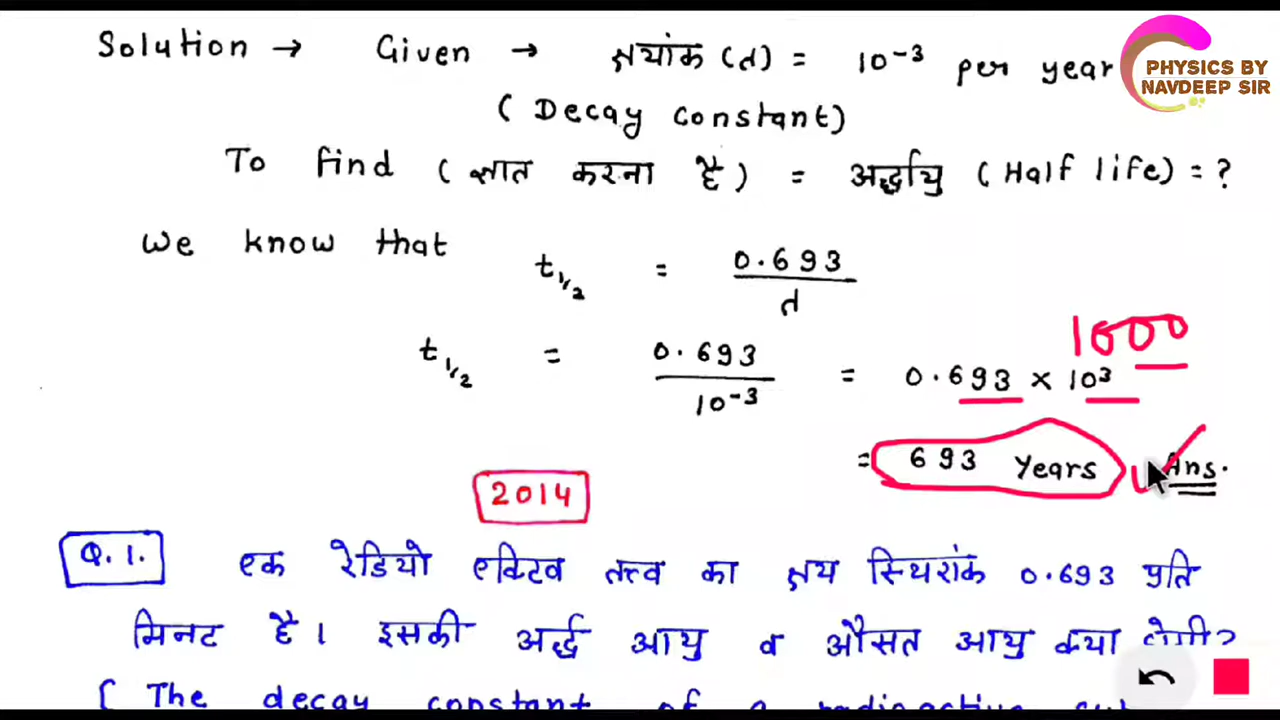 Solution → Given → क्षयांक (λ) = 10⁻³ per year
PHYSICS BY
NAVDEEP SIR
(Decay constant)
To find (ज्ञात करना है) = अर्द्धायु (Half life) = ?
We know that t₁/₂ = 0.693/λ
1000
t₁/₂ = 0.693/10⁻³ = 0.693 × 10³
= 693 Years Ans.
2014
Q.1. एक रेडियो एक्टिव तत्त्व का क्षय स्थिरांक 0.693 प्रति
मिनट है। इसकी अर्द्ध आयु व औसत आयु क्या होगी?
[ The decay constant of a radioactive